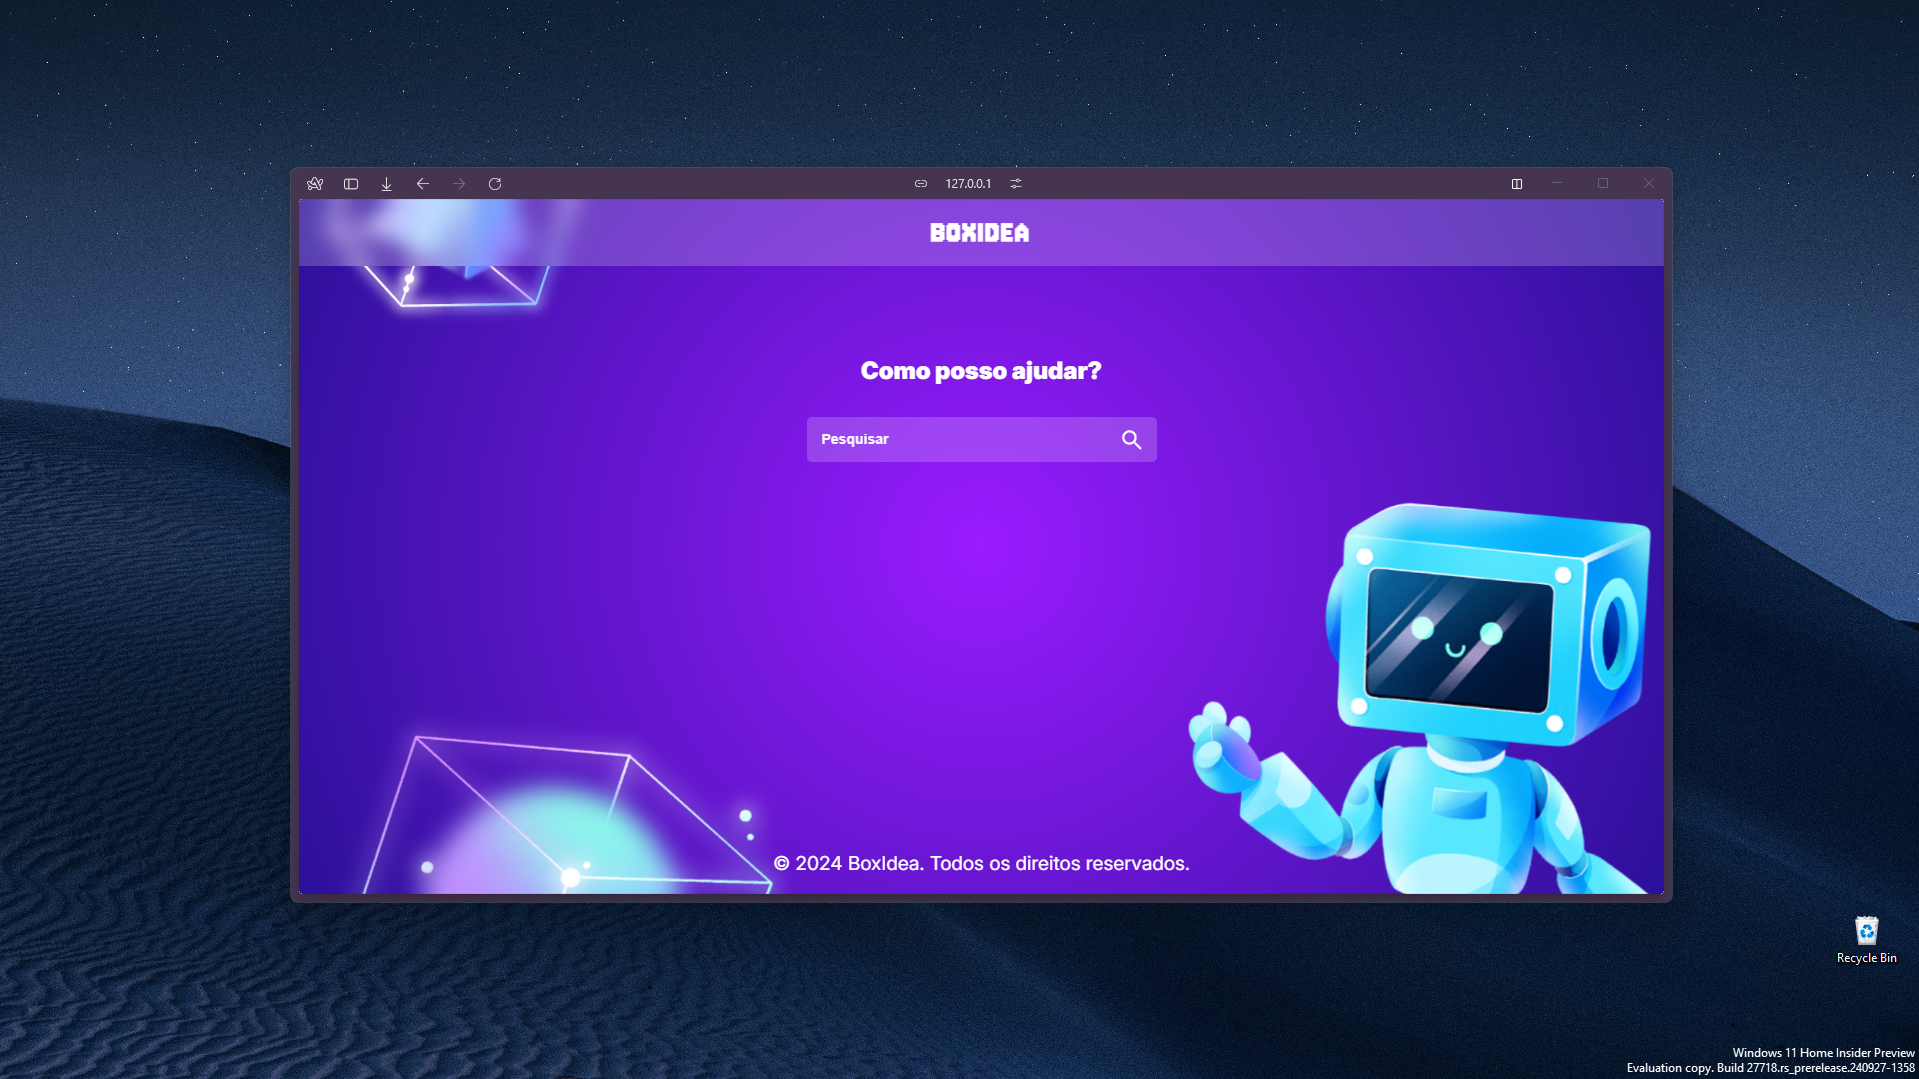 127.0.0.1
BOXIDEA
Como posso ajudar?
Pesquisar
© 2024 BoxIdea. Todos os direitos reservados.
Recycle Bin
Windows 11 Home Insider Preview
Evaluation copy. Build 27718.rs_prerelease.240927-1358